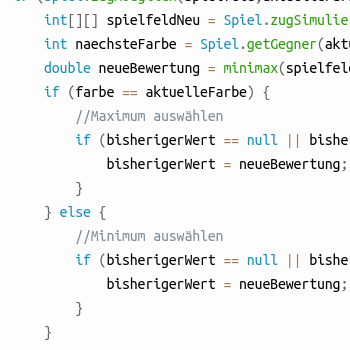 int[][] spielfeldNeu = Spiel.zugSimulie
int naechsteFarbe = Spiel.getGegner(akt
double neueBewertung = minimax(spielfel
if (farbe == aktuelleFarbe) {
//Maximum auswählen
if (bisherigerWert == null || bishe
bisherigerWert = neueBewertung;
}
} else {
//Minimum auswählen
if (bisherigerWert == null || bishe
bisherigerWert = neueBewertung;
}
}